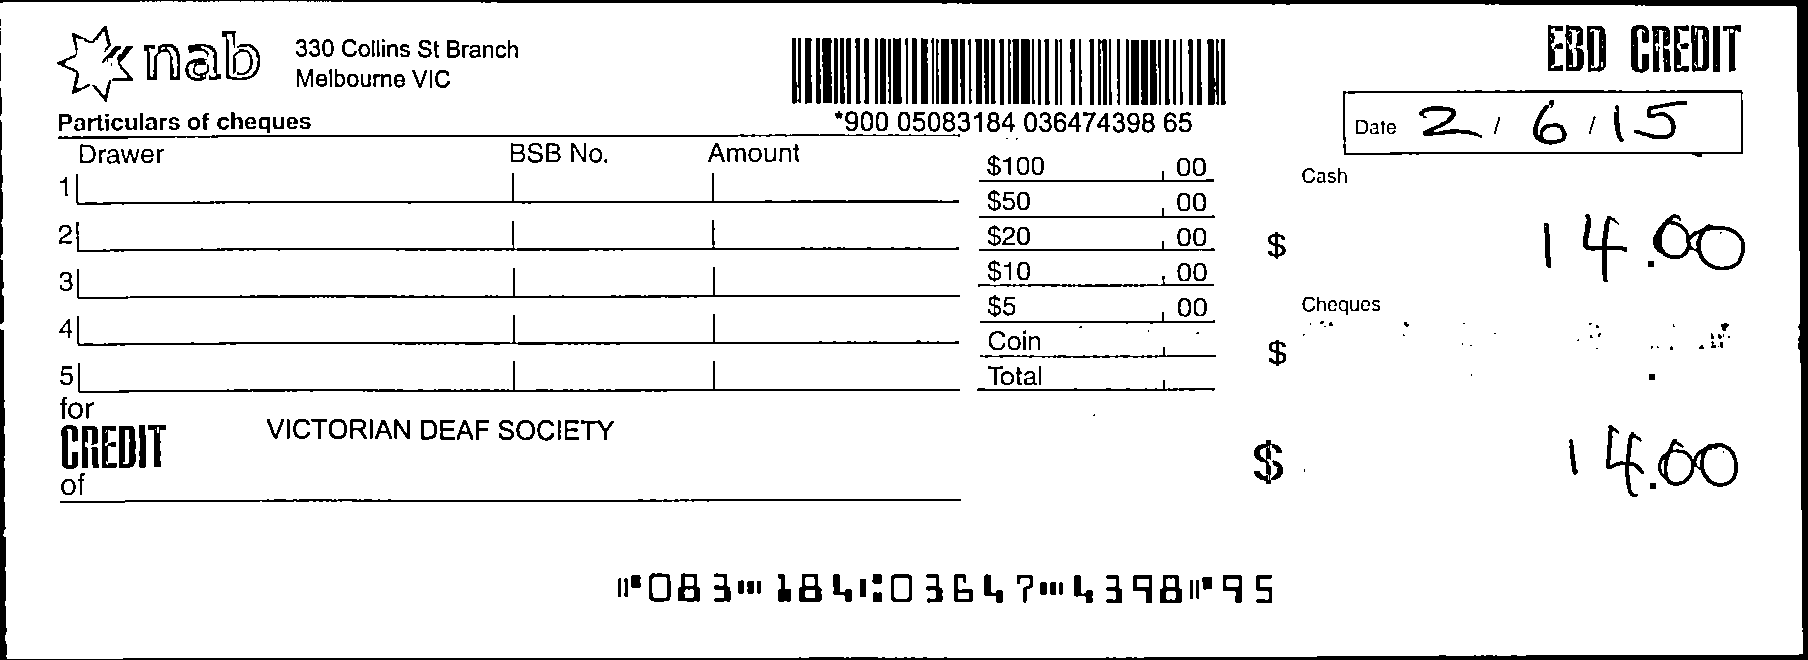 nab
330 Collins St Branch
Melbourne VIC
EBD CREDIT
*900 05083184 036474398 65
Date 2 / 6 / 15
Particulars of cheques
Drawer BSB No. Amount
1
2
3
4
5
$100 00
$50 00
$20 00
$10 00
$5 00
Coin
Total
Cash
$ 14.00
Cheques
$ .
$ 14.00
for
CREDIT
of
VICTORIAN DEAF SOCIETY
⑈083⑉184⑆03647⑉4398⑈95